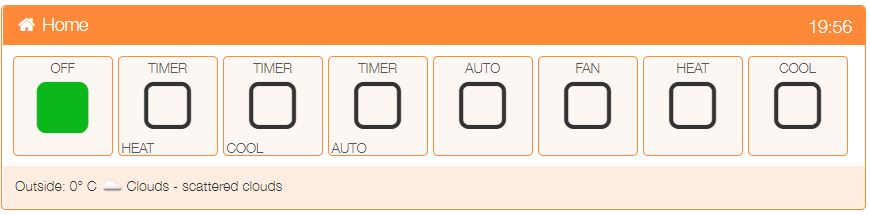 Home 19:56
OFF TIMER TIMER TIMER AUTO FAN HEAT COOL
HEAT COOL AUTO
Outside: 0° C ☁️ Clouds - scattered clouds